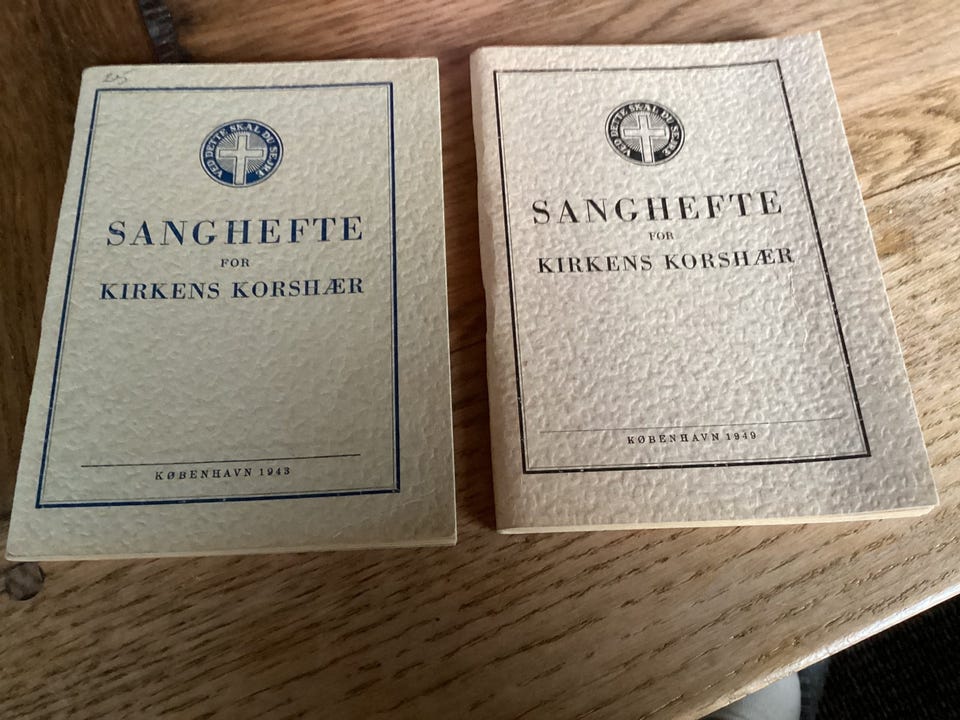 VED DETTE SKAL DU SEJRE
SANGHEFTE
FOR
KIRKENS KORSHÆR
KØBENHAVN 1943
VED DETTE SKAL DU SEJRE
SANGHEFTE
FOR
KIRKENS KORSHÆR
KØBENHAVN 1949